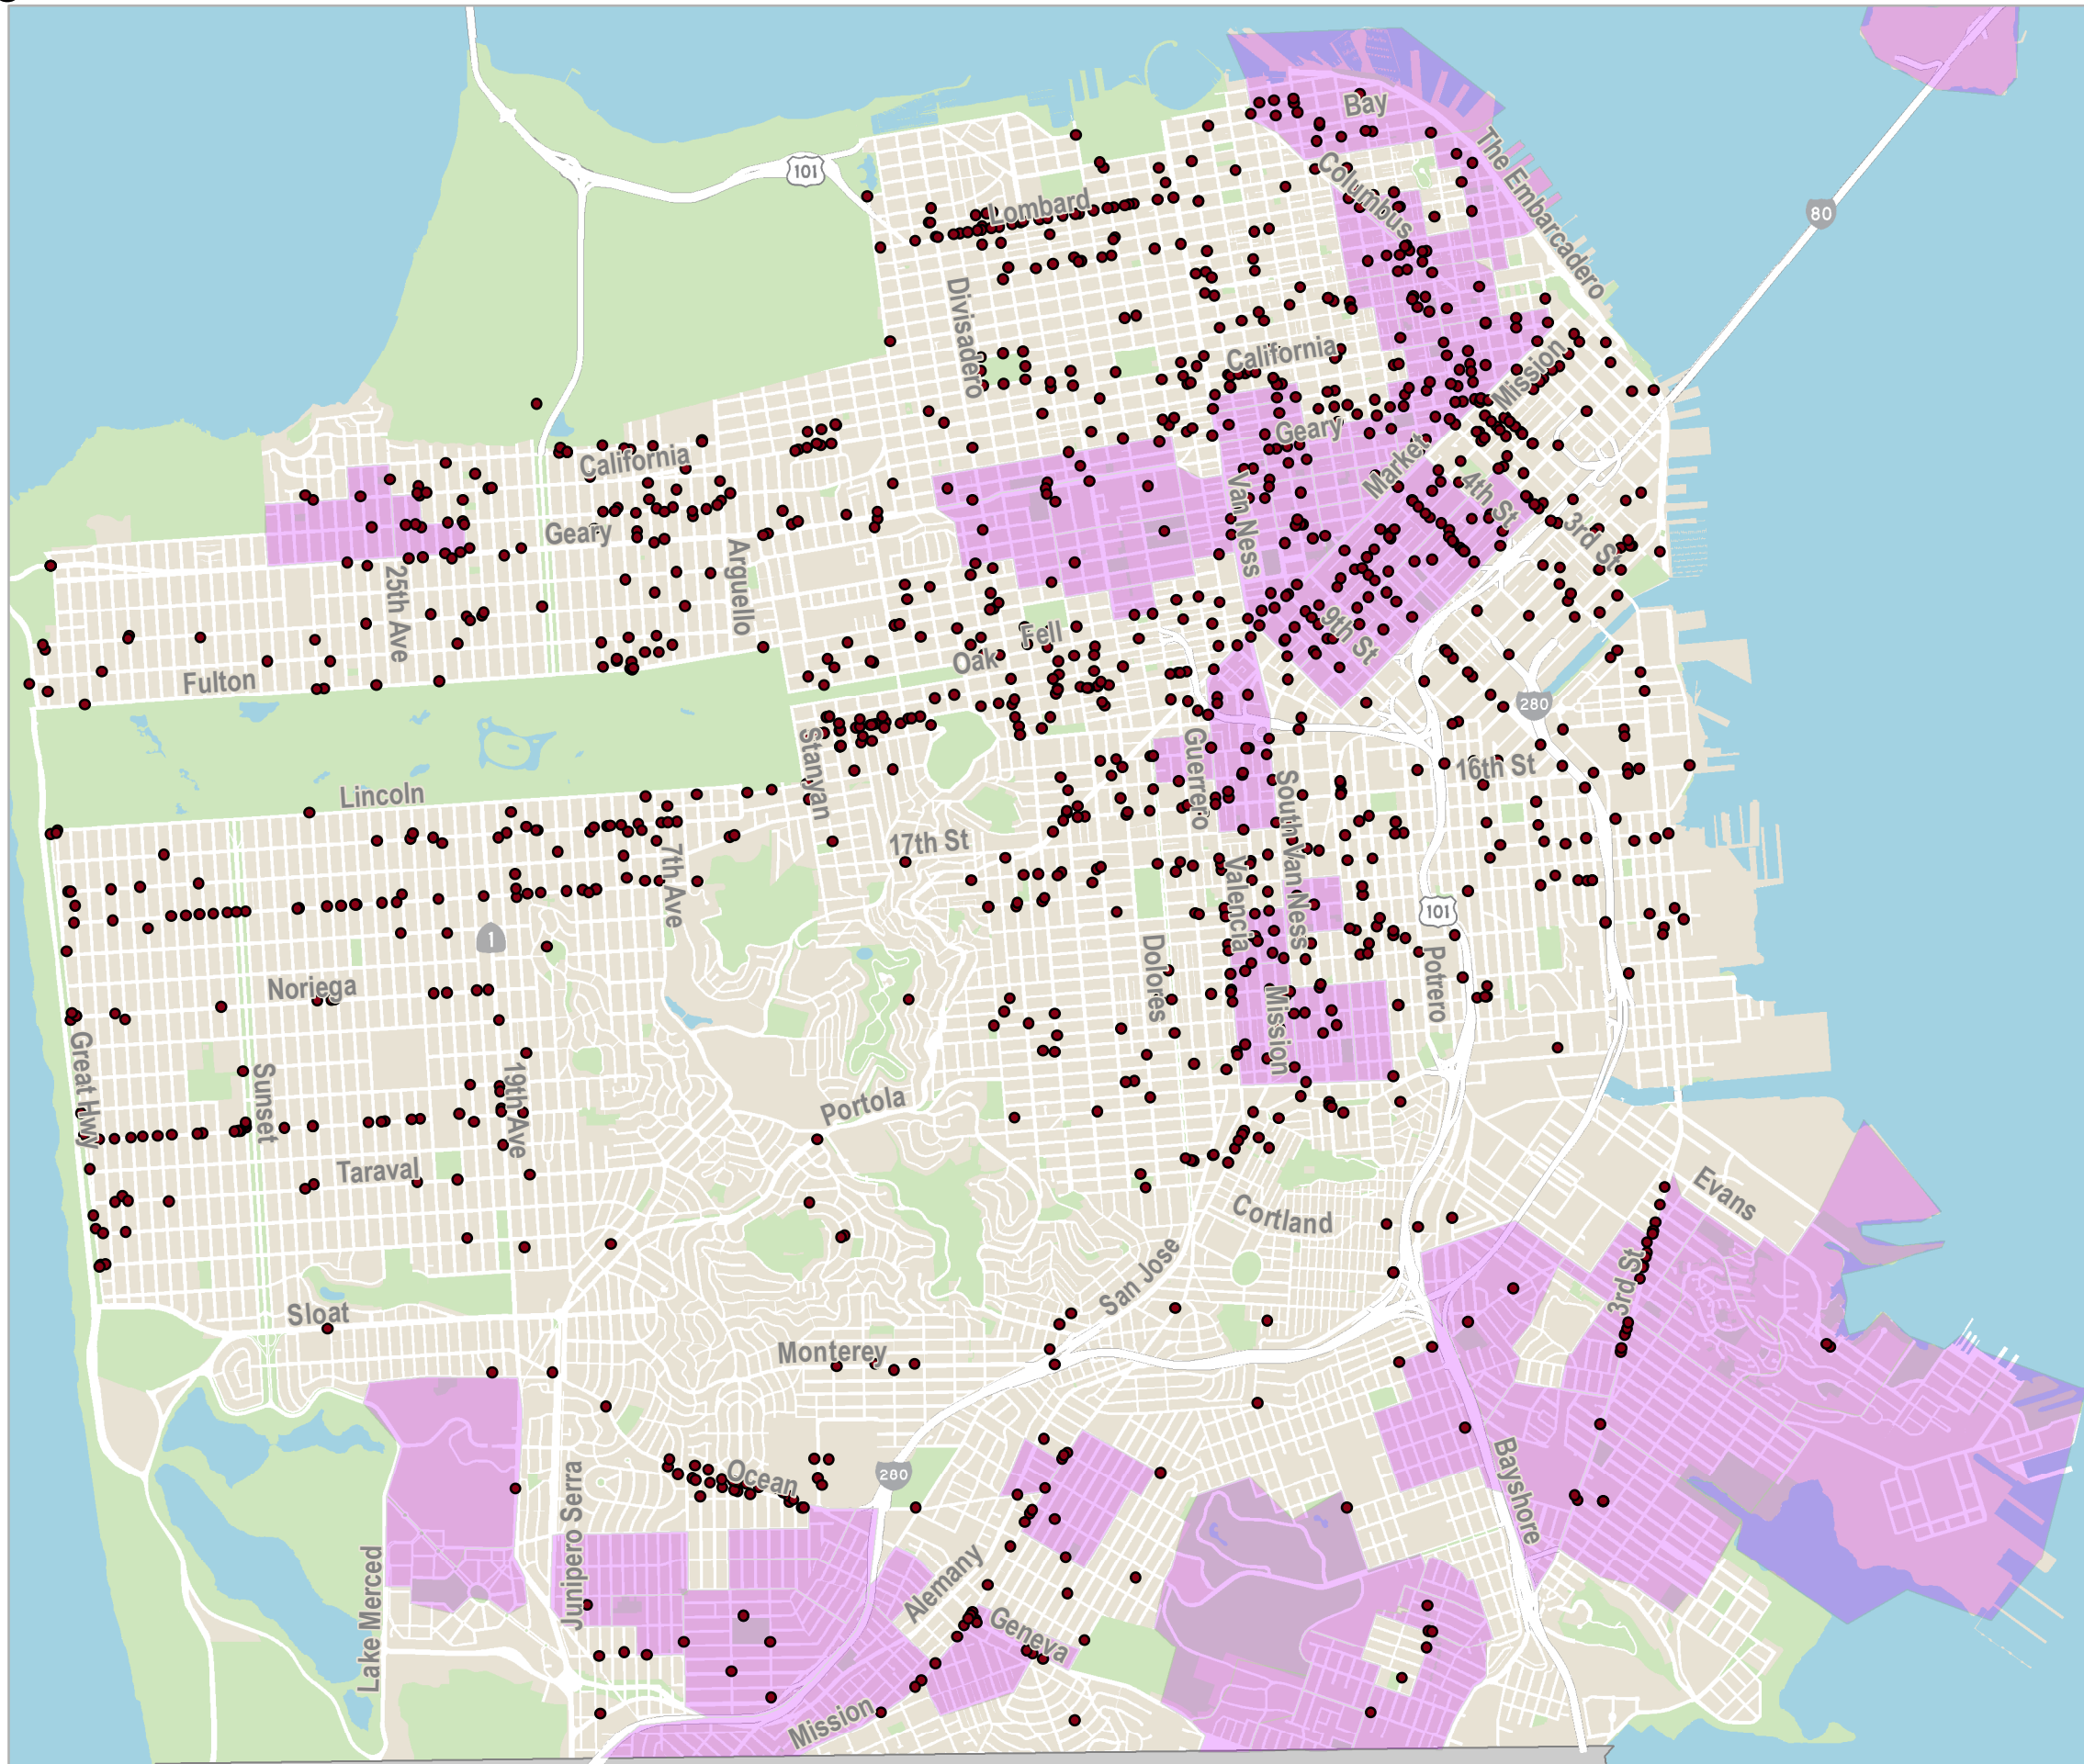 Bay
The Embarcadero
Columbus
101
Lombard
80
Divisadero
California
Mission
Geary
California
Market
4th St
Van Ness
Geary
3rd St
Arguello
25th Ave
9th St
Fell
Oak
Fulton
280
Stanyan
Guerrero
16th St
Lincoln
South Van Ness
17th St
7th Ave
Valencia
101
1
Dolores
Potrero
Noriega
Mission
Great Hwy
Sunset
19th Ave
Portola
Taraval
Evans
Cortland
San Jose
3rd St
Sloat
Monterey
Ocean
280
Bayshore
Junipero Serra
Lake Merced
Alemany
Geneva
Mission